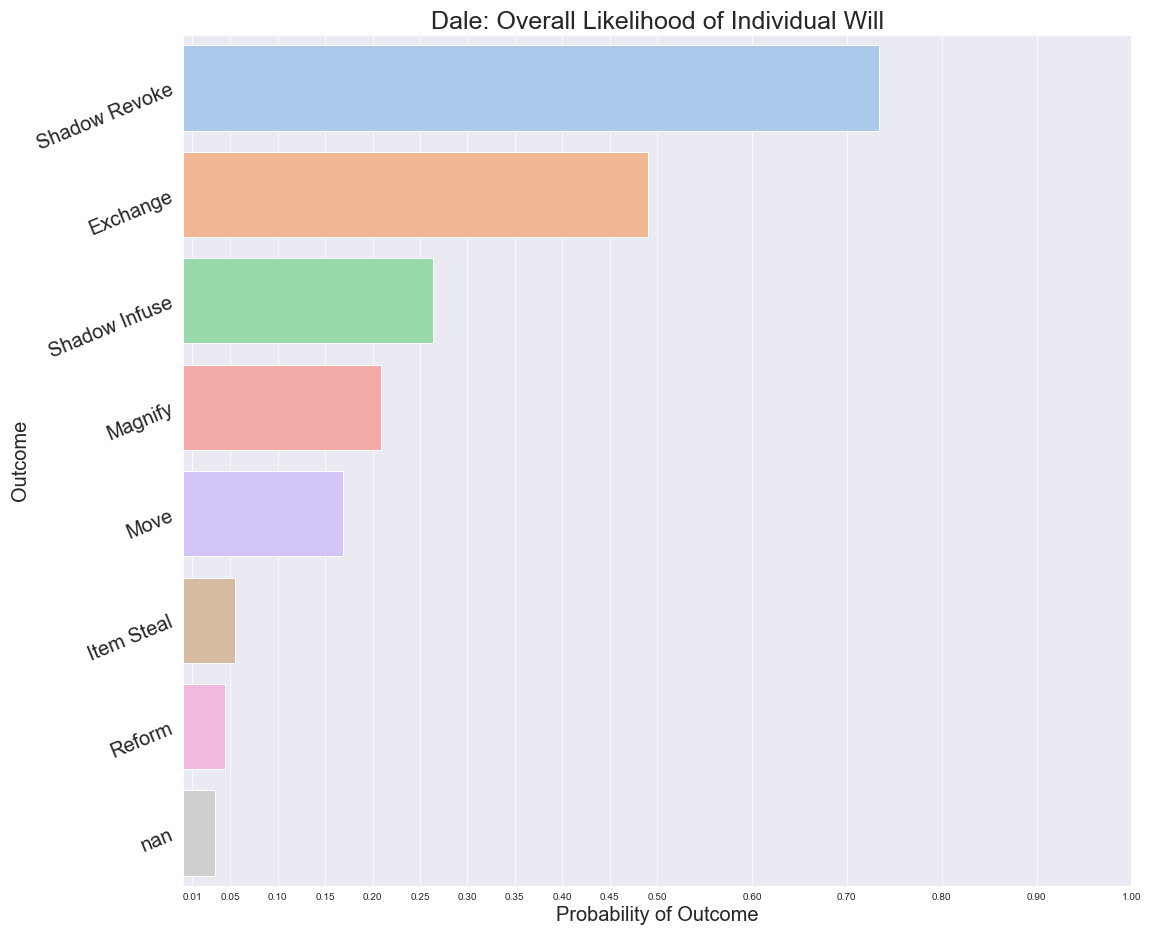 Dale: Overall Likelihood of Individual Will
Shadow Revoke
Exchange
Shadow Infuse
Magnify
Move
Item Steal
Reform
nan
Outcome
0.01 0.05 0.10 0.15 0.20 0.25 0.30 0.35 0.40 0.45 0.50 0.60 0.70 0.80 0.90 1.00
Probability of Outcome